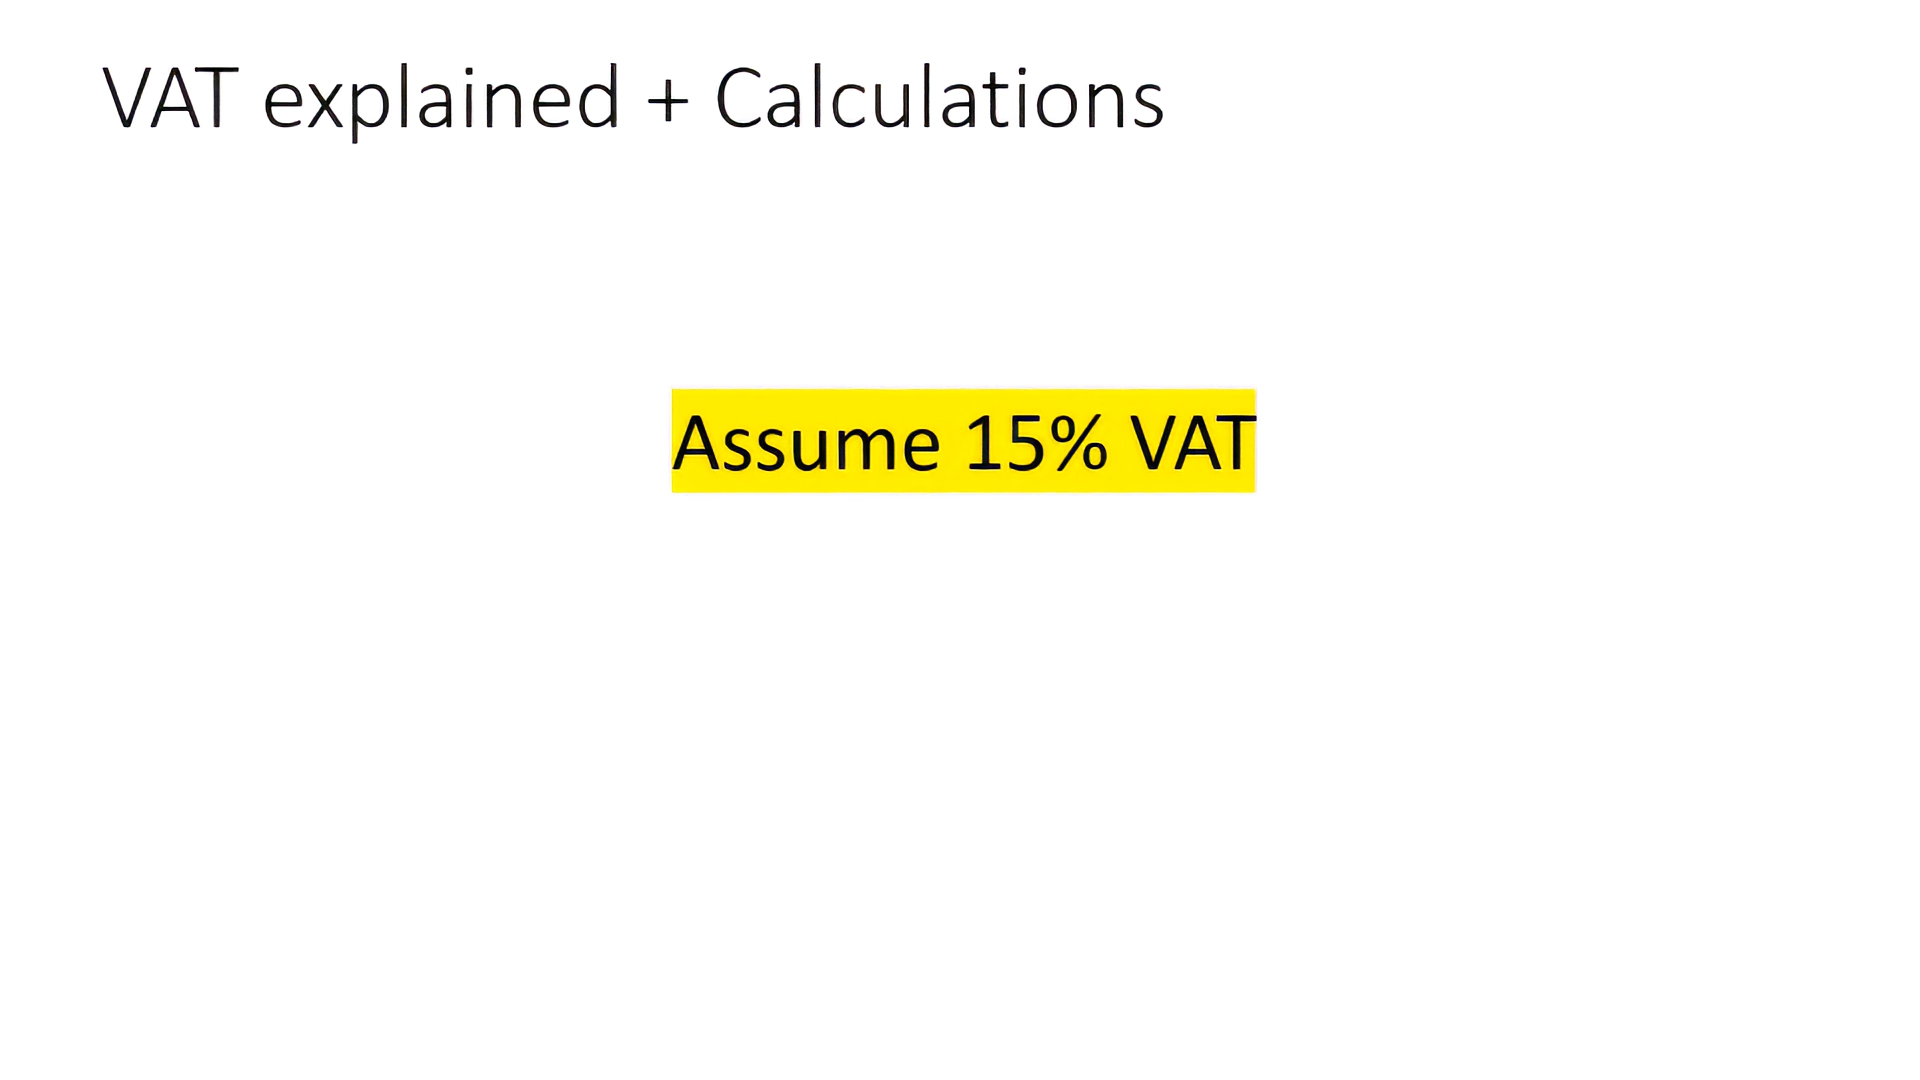 VAT explained + Calculations
Assume 15% VAT